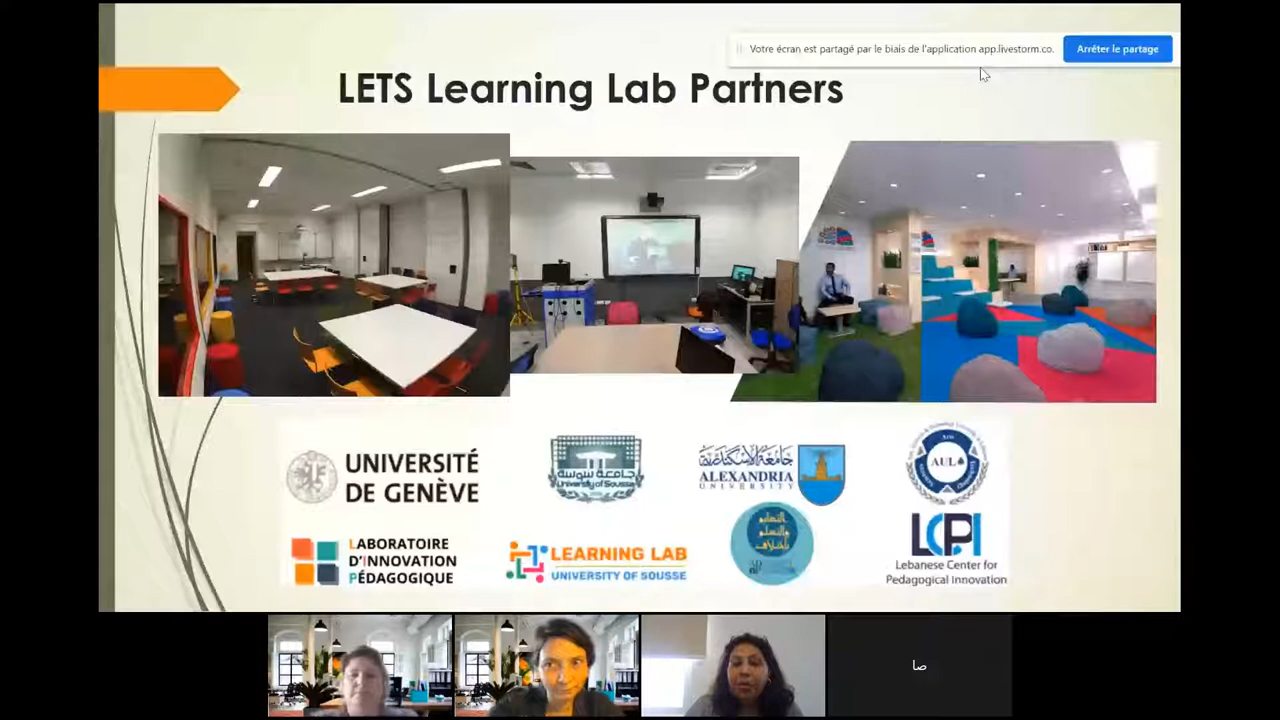 Votre écran est partagé par le biais de l'application app.livestorm.co.
Arrêter le partage
LETS Learning Lab Partners
UNIVERSITÉ
DE GENÈVE
جامعة سوسة
University of Sousse
جامعة الإسكندرية
ALEXANDRIA
UNIVERSITY
AUL
LABORATOIRE
D'INNOVATION
PÉDAGOGIQUE
LEARNING LAB
UNIVERSITY OF SOUSSE
LCPI
Lebanese Center for
Pedagogical Innovation
صا